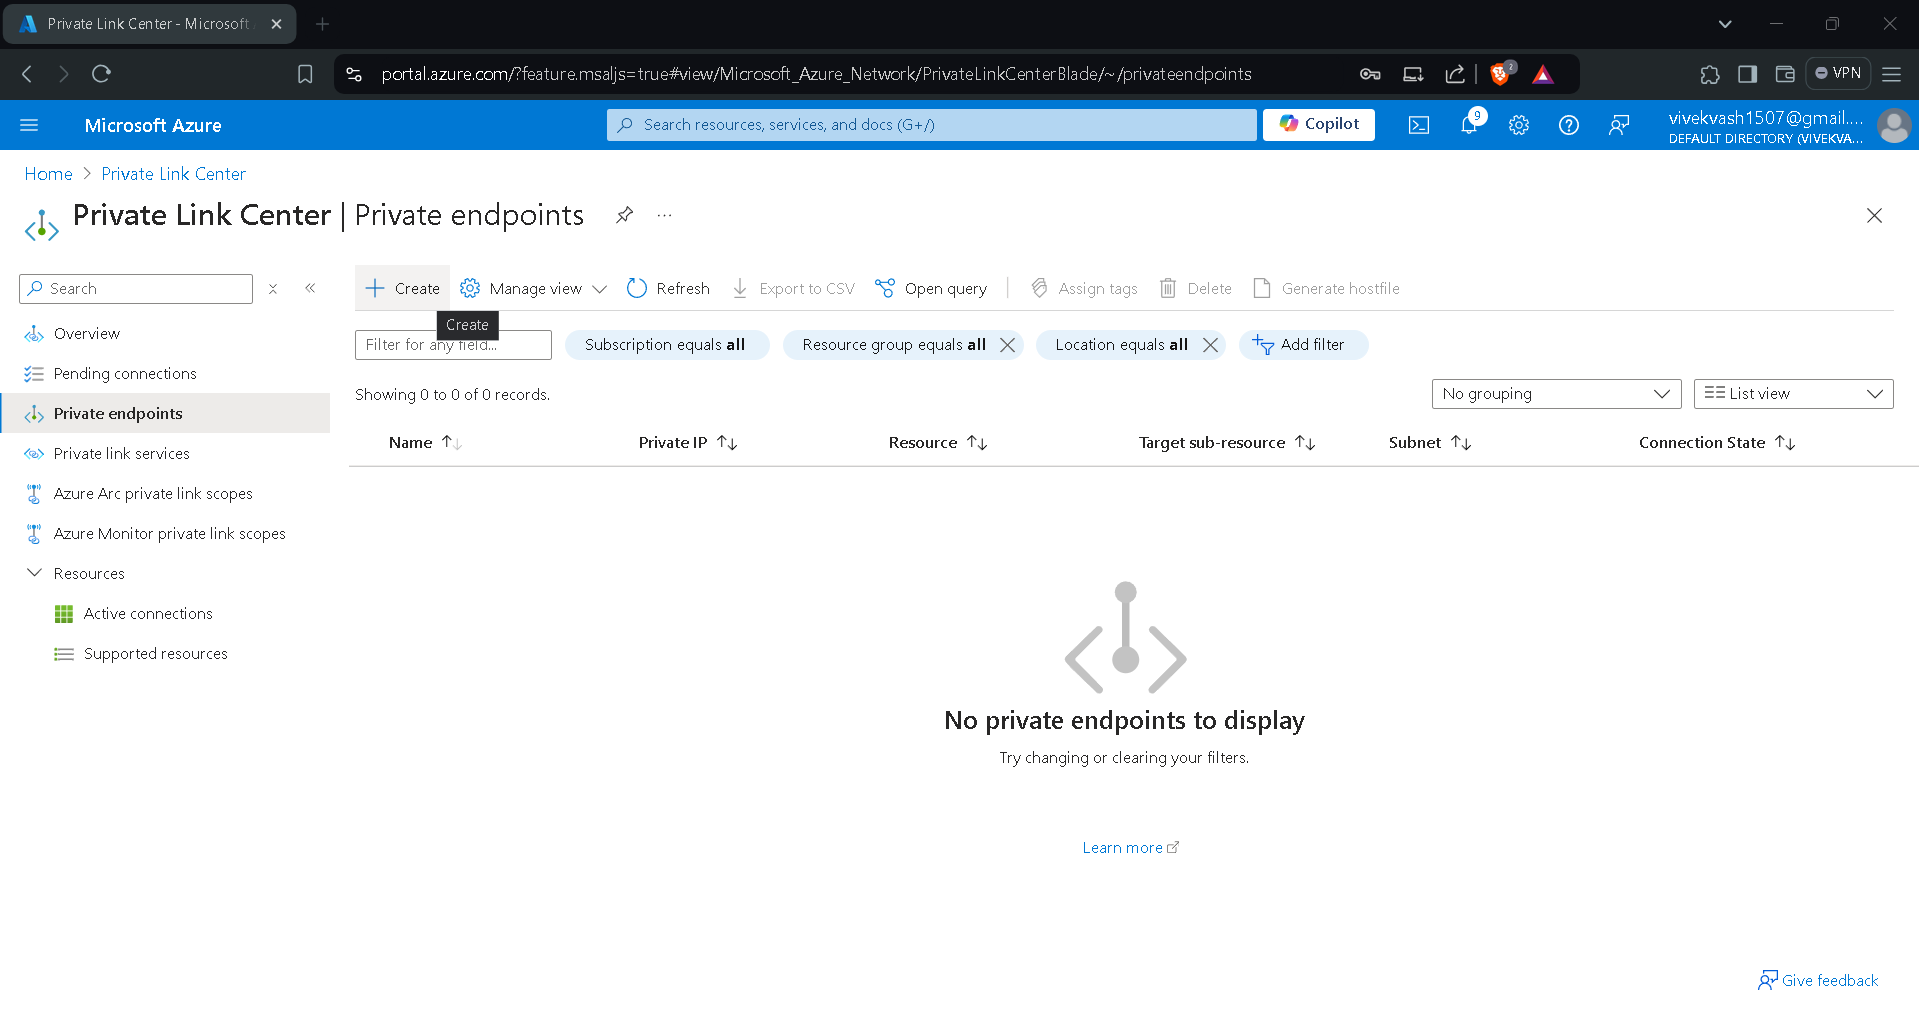 Private Link Center - Microsoft
portal.azure.com/?feature.msaljs=true#view/Microsoft_Azure_Network/PrivateLinkCenterBlade/~/privateendpoints
2
VPN
Microsoft Azure
Search resources, services, and docs (G+/)
Copilot
9
vivekvash1507@gmail....
DEFAULT DIRECTORY (VIVEKVA...
Home > Private Link Center
Private Link Center | Private endpoints
Search
Create
Manage view
Refresh
Export to CSV
Open query
Assign tags
Delete
Generate hostfile
Create
Filter for any field...
Subscription equals all
Resource group equals all
Location equals all
Add filter
Overview
Pending connections
Private endpoints
Private link services
Azure Arc private link scopes
Azure Monitor private link scopes
Resources
Active connections
Supported resources
Showing 0 to 0 of 0 records.
No grouping
List view
Name
Private IP
Resource
Target sub-resource
Subnet
Connection State
No private endpoints to display
Try changing or clearing your filters.
Learn more
Give feedback